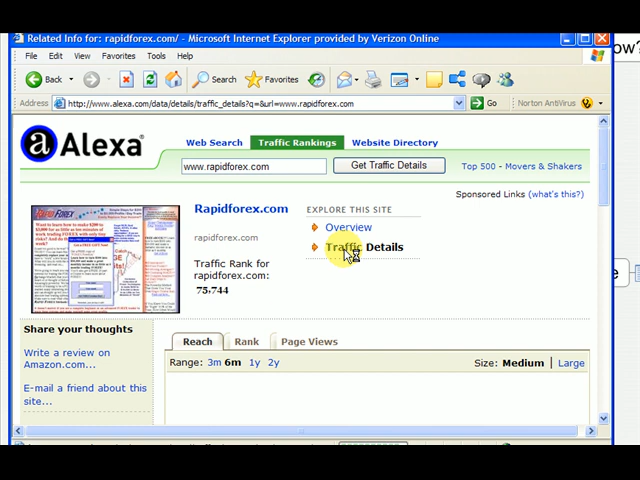 Related Info for: rapidforex.com/ - Microsoft Internet Explorer provided by Verizon Online
File Edit View Favorites Tools Help
Back Search Favorites
Address http://www.alexa.com/data/details/traffic_details?q=&url=www.rapidforex.com Go Norton AntiVirus
Alexa
Web Search Traffic Rankings Website Directory
www.rapidforex.com Get Traffic Details Top 500 - Movers & Shakers
Sponsored Links (what's this?)
Rapidforex.com
rapidforex.com
Traffic Rank for
rapidforex.com:
75,744
EXPLORE THIS SITE
Overview
Traffic Details
RAPID FOREX
Share your thoughts
Write a review on
Amazon.com...
E-mail a friend about this
site...
Reach Rank Page Views
Range: 3m 6m 1y 2y Size: Medium | Large